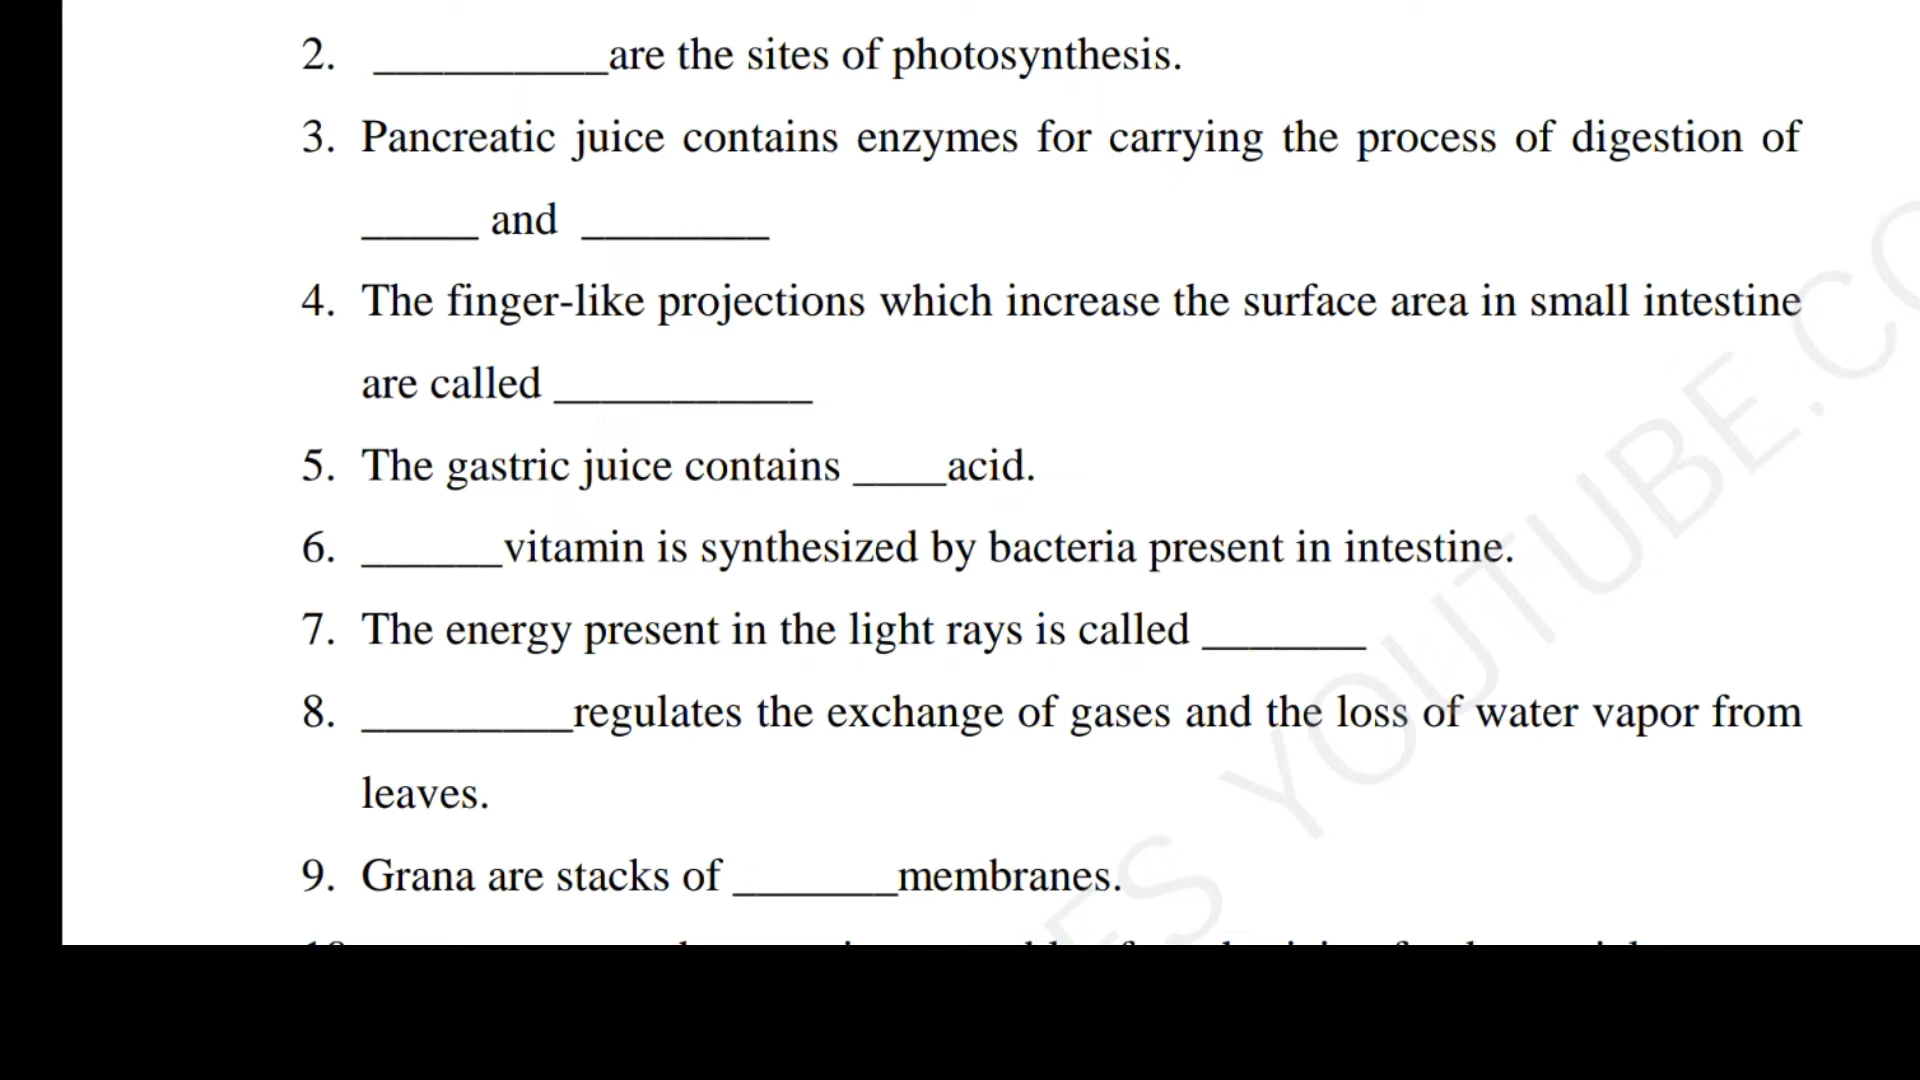 2. __________are the sites of photosynthesis.
3. Pancreatic juice contains enzymes for carrying the process of digestion of
_____ and ________
4. The finger-like projections which increase the surface area in small intestine
are called ___________
5. The gastric juice contains ____acid.
6. ______vitamin is synthesized by bacteria present in intestine.
7. The energy present in the light rays is called _______
8. _________regulates the exchange of gases and the loss of water vapor from
leaves.
9. Grana are stacks of _______membranes.
YOUTUBE.CO